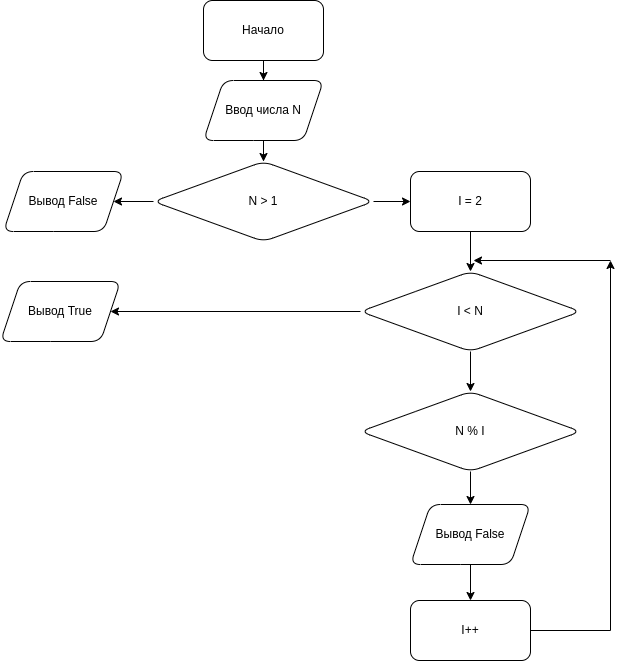 Начало
Ввод числа N
Вывод False
N > 1
I = 2
Вывод True
I < N
N % I
Вывод False
I++